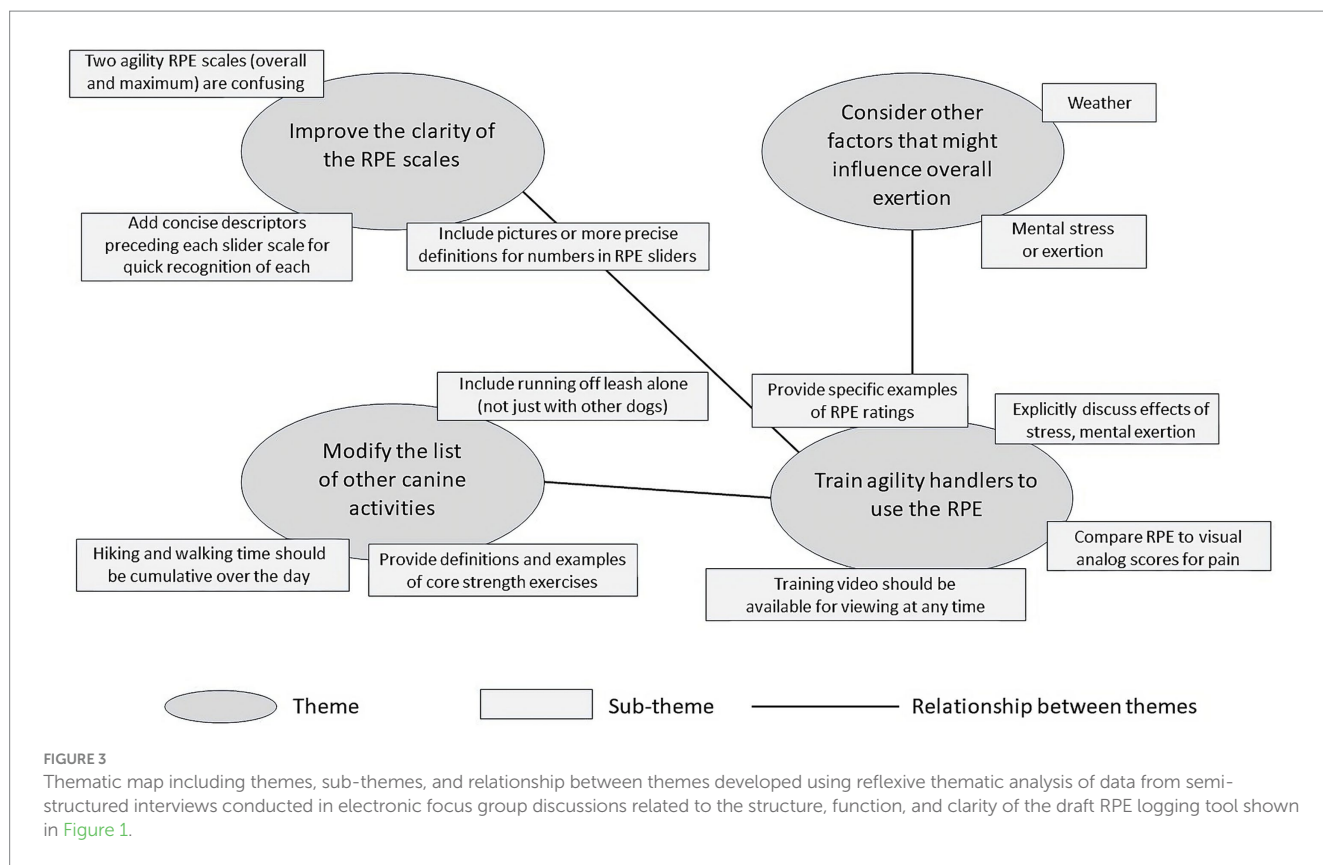 Two agility RPE scales (overall
and maximum) are confusing
Improve the clarity of
the RPE scales
Add concise descriptors
preceding each slider scale for
quick recognition of each
Include pictures or more precise
definitions for numbers in RPE sliders
Consider other
factors that might
influence overall
exertion
Weather
Mental stress
or exertion
Include running off leash alone
(not just with other dogs)
Modify the list
of other canine
activities
Hiking and walking time should
be cumulative over the day
Provide definitions and examples
of core strength exercises
Provide specific examples
of RPE ratings
Explicitly discuss effects of
stress, mental exertion
Train agility handlers to
use the RPE
Compare RPE to visual
analog scores for pain
Training video should be
available for viewing at any time
Theme
Sub-theme
Relationship between themes
FIGURE 3
Thematic map including themes, sub-themes, and relationship between themes developed using reflexive thematic analysis of data from semi-
structured interviews conducted in electronic focus group discussions related to the structure, function, and clarity of the draft RPE logging tool shown
in Figure 1.